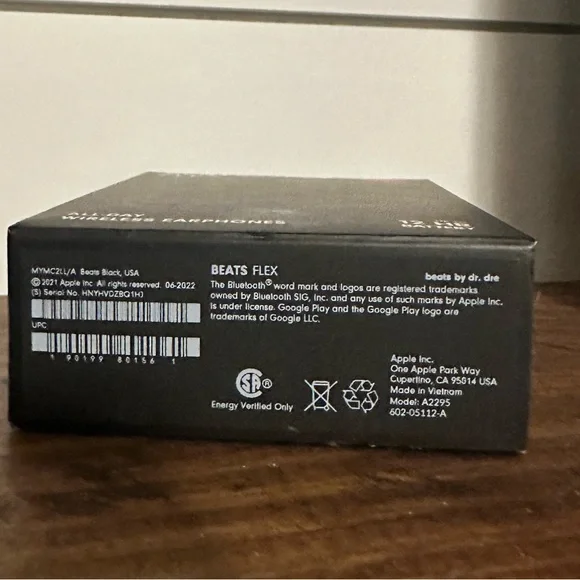 ALL-DAY
WIRELESS EARPHONES
12 HR
BATTERY
MYMC2LL/A Beats Black, USA
©2021 Apple Inc. All rights reserved. 06-2022
(S) Serial No. HNYHVDZBQ1HJ
UPC
1 90199 80156 1
BEATS FLEX
beats by dr. dre
The Bluetooth® word mark and logos are registered trademarks
owned by Bluetooth SIG, Inc. and any use of such marks by Apple Inc.
is under license. Google Play and the Google Play logo are
trademarks of Google LLC.
SA®
Energy Verified Only
Apple Inc.
One Apple Park Way
Cupertino, CA 95014 USA
Made in Vietnam
Model: A2295
602-05112-A